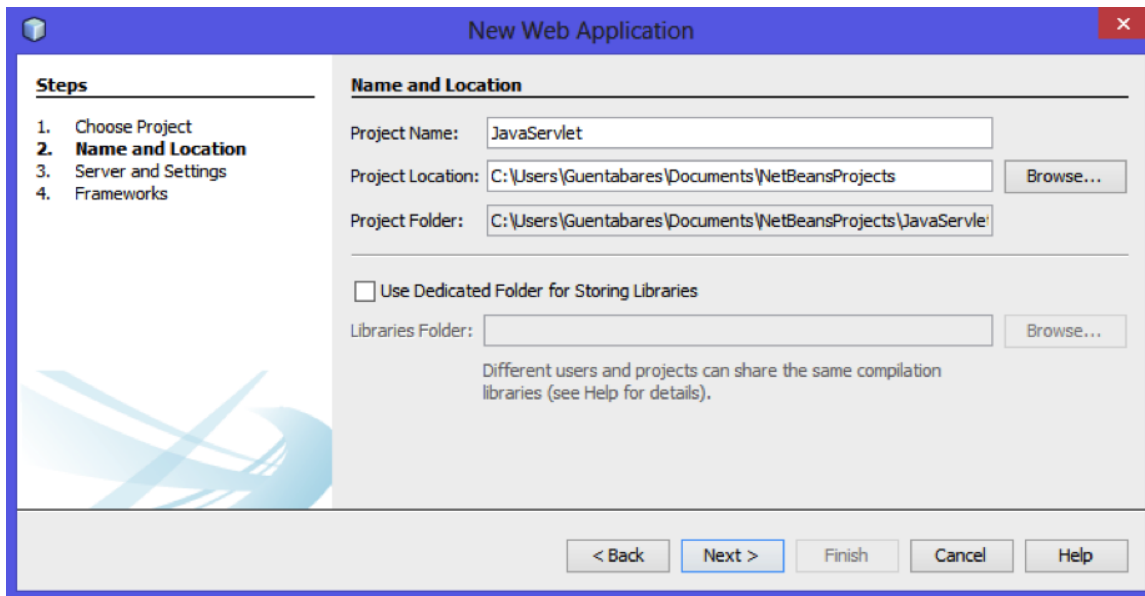 New Web Application
Steps
1. Choose Project
2. Name and Location
3. Server and Settings
4. Frameworks
Name and Location
Project Name: JavaServlet
Project Location: C:\Users\Guentabares\Documents\NetBeansProjects Browse...
Project Folder: C:\Users\Guentabares\Documents\NetBeansProjects\JavaServlet
Use Dedicated Folder for Storing Libraries
Libraries Folder: Browse...
Different users and projects can share the same compilation
libraries (see Help for details).
< Back Next > Finish Cancel Help